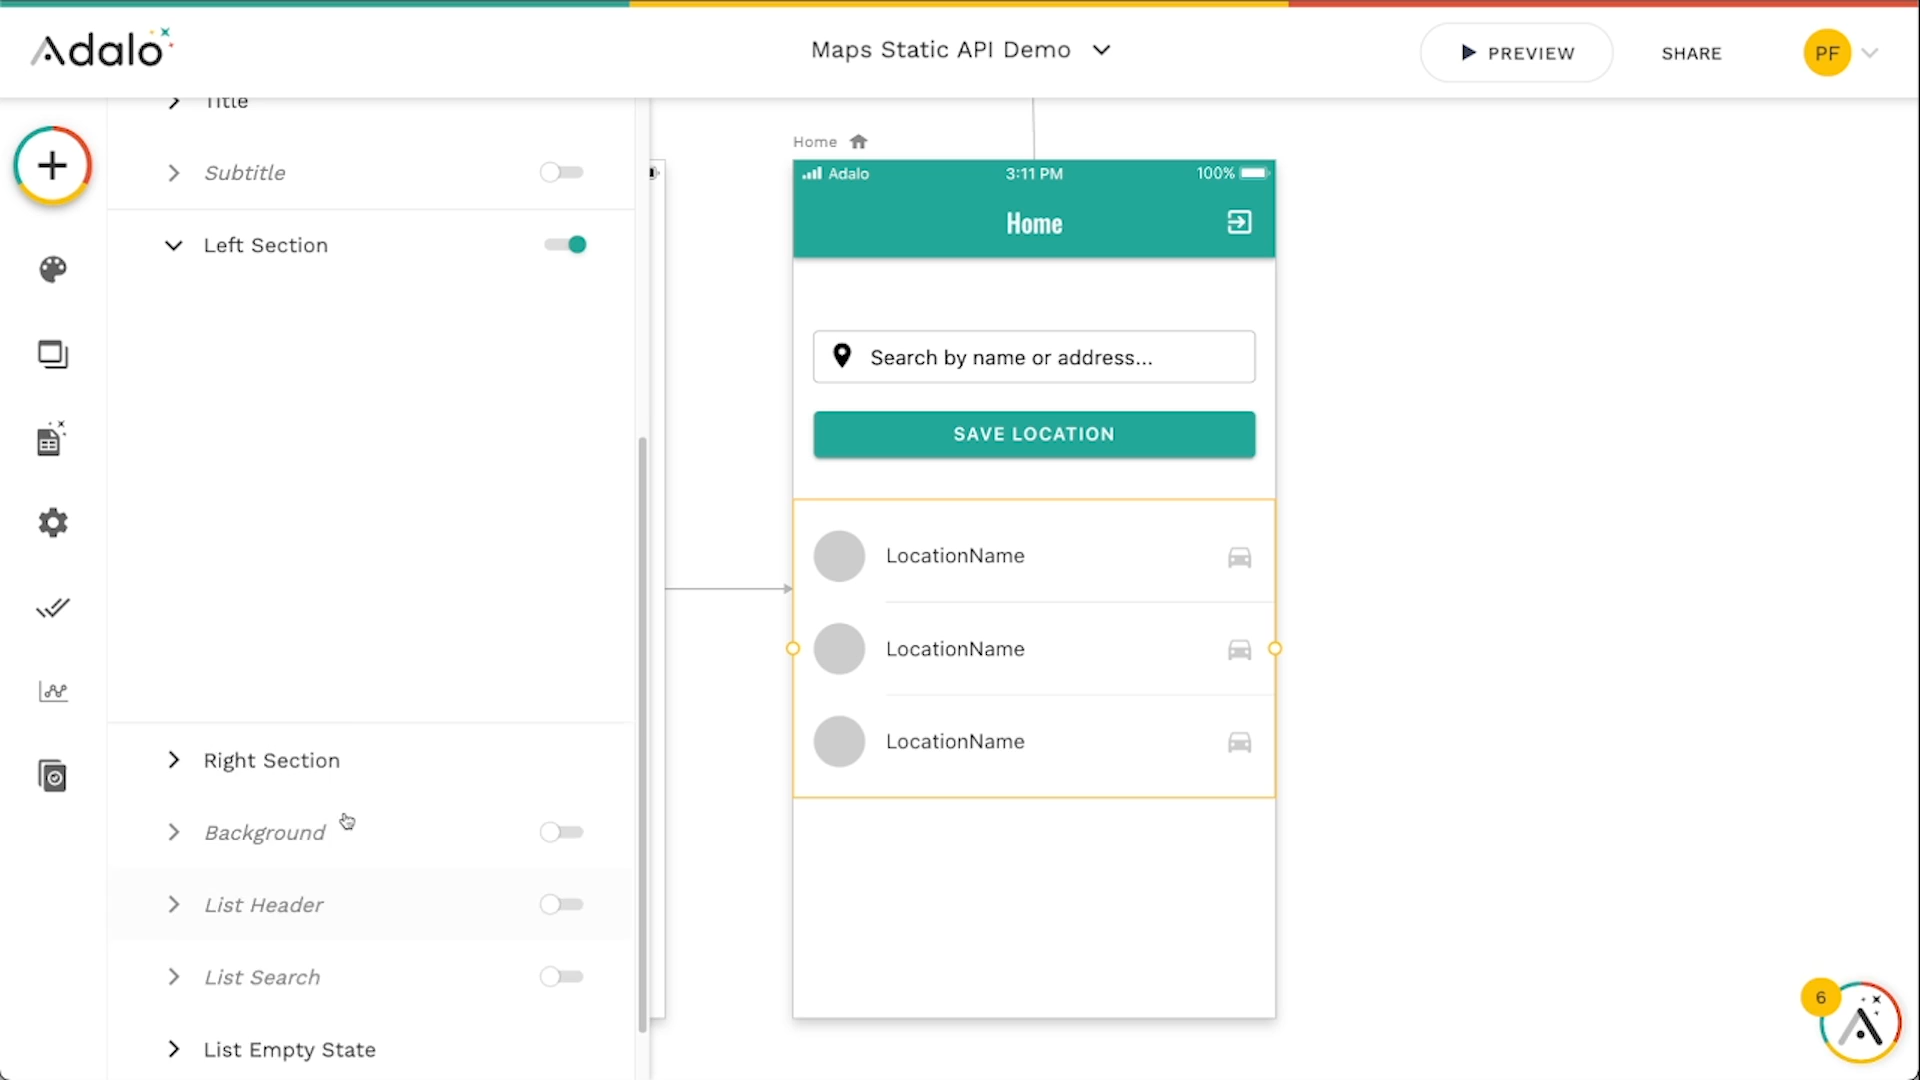 Adalo
Maps Static API Demo
PREVIEW
SHARE
PF
Title
Subtitle
Left Section
Right Section
Background
List Header
List Search
List Empty State
Home
Adalo
3:11 PM
100%
Home
Search by name or address...
SAVE LOCATION
LocationName
LocationName
LocationName
6